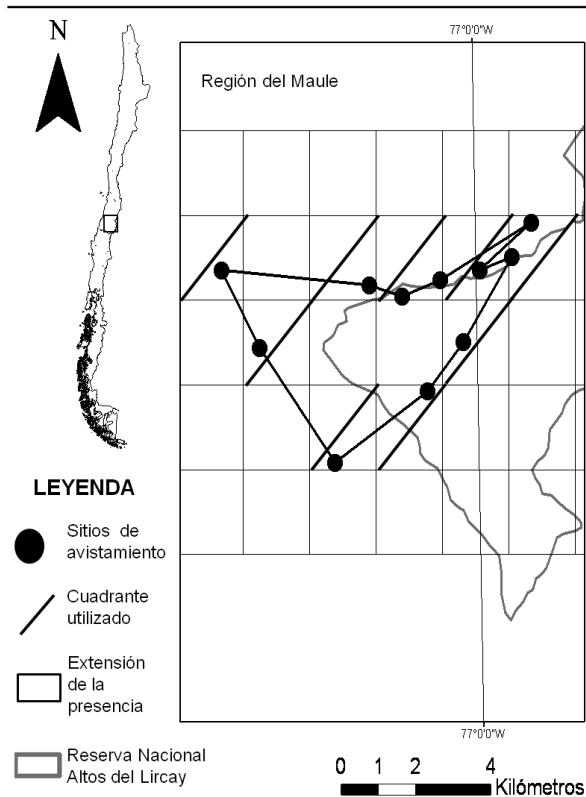 77°0'0"W
N
Región del Maule
LEYENDA
Sitios de
avistamiento
Cuadrante
utilizado
Extensión
de la
presencia
Reserva Nacional
Altos del Lircay
77°0'0"W
0 1 2 4
Kilómetros